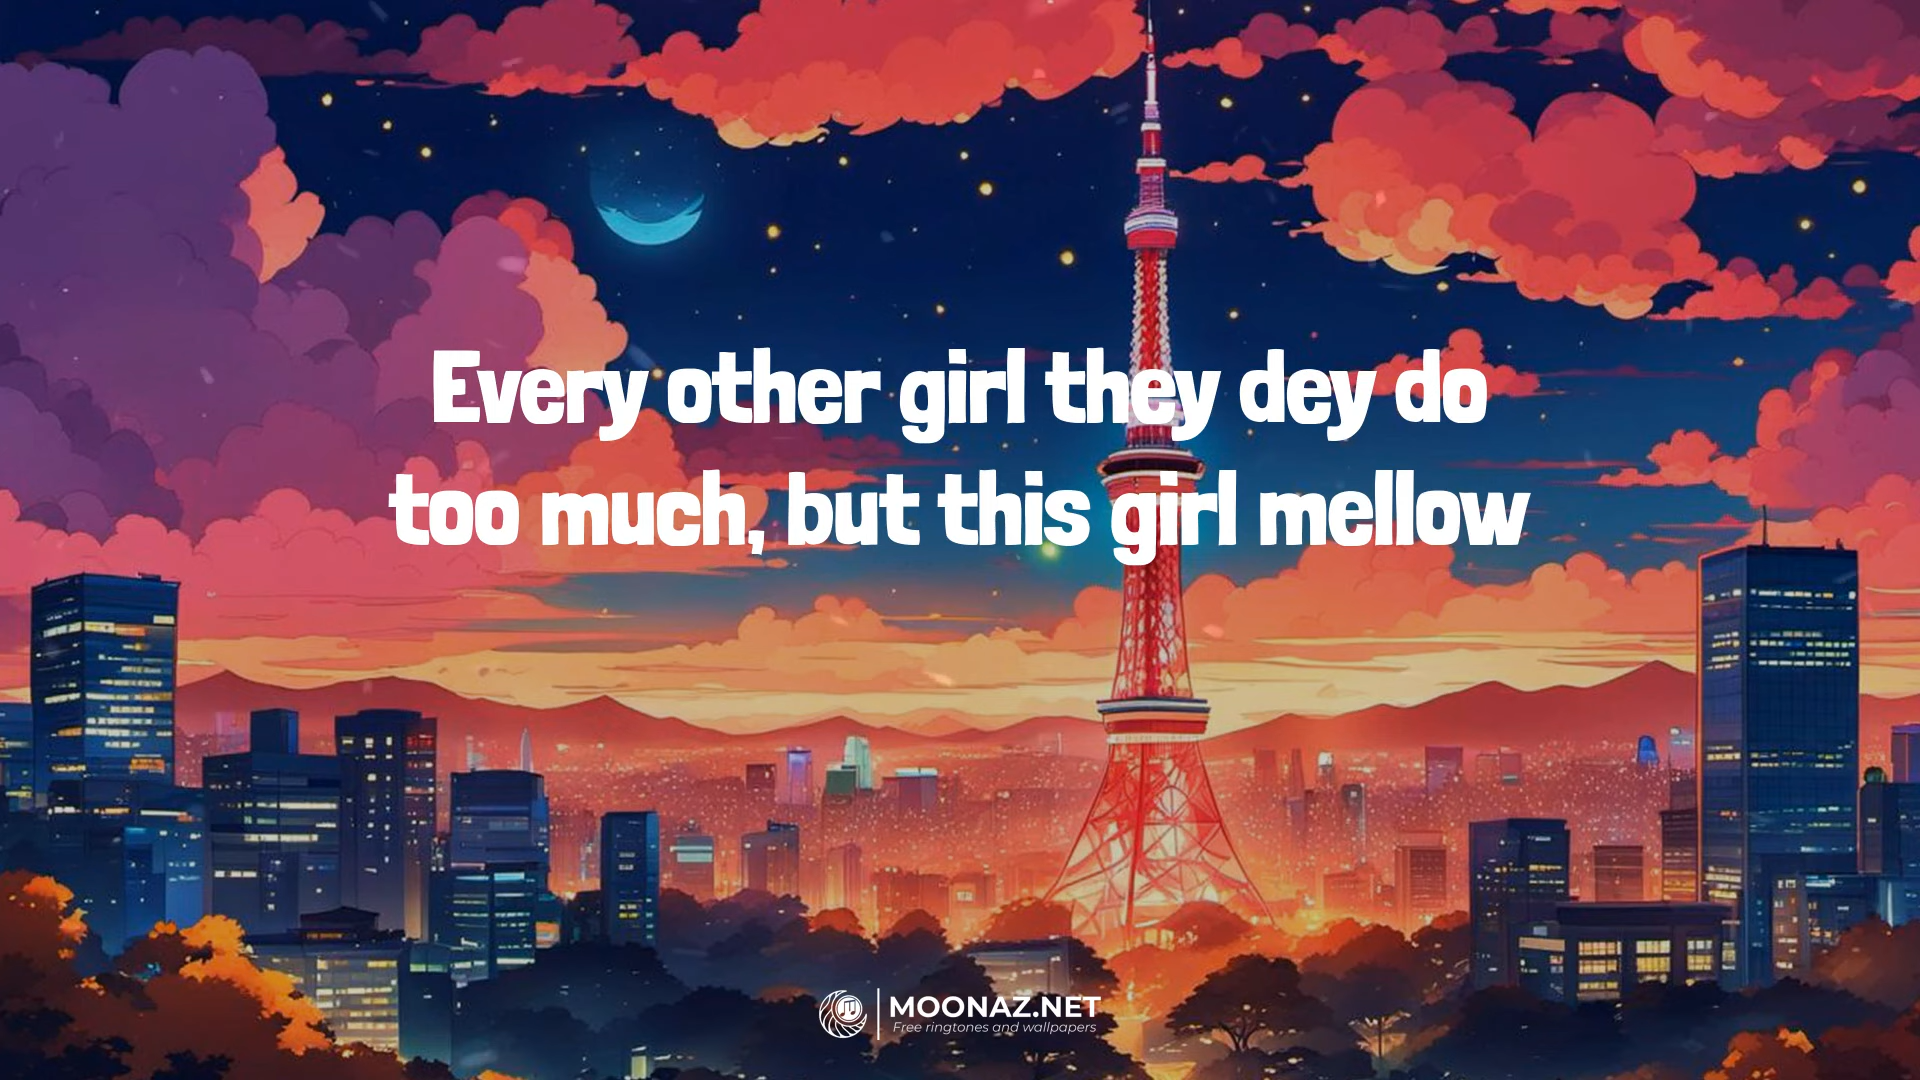 Every other girl they dey do
too much, but this girl mellow
MOONAZ.NET
Free ringtones and wallpapers